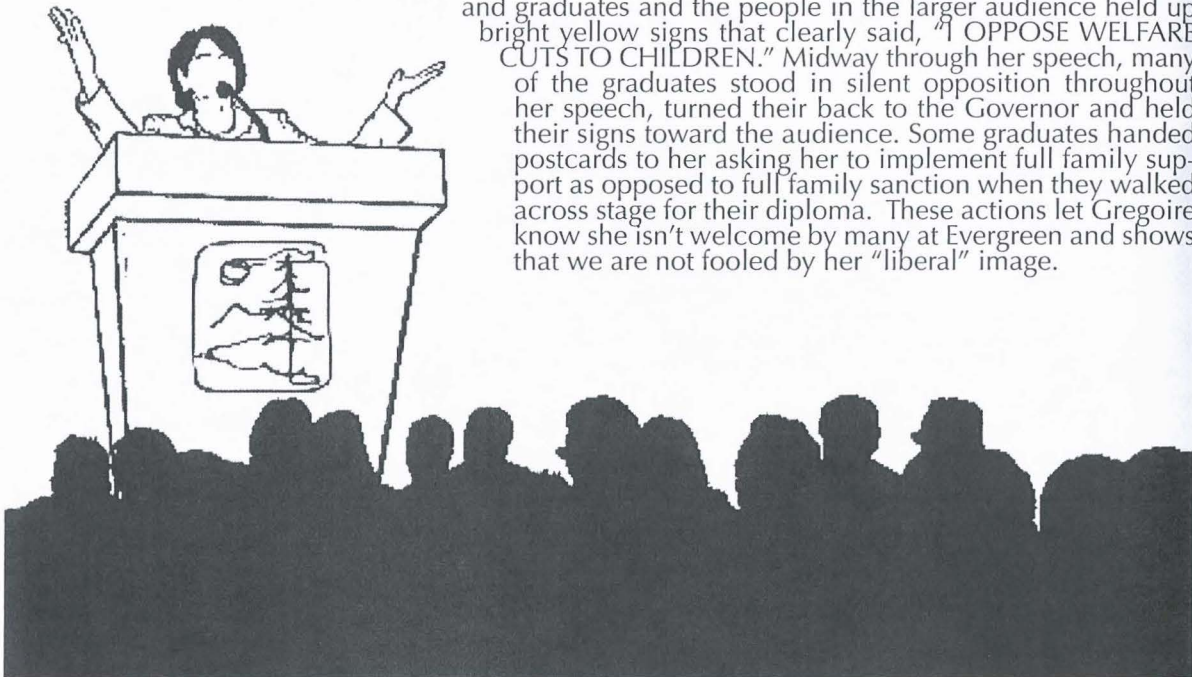 and graduates and the people in the larger audience held up
bright yellow signs that clearly said, "I OPPOSE WELFARE
CUTS TO CHILDREN." Midway through her speech, many
of the graduates stood in silent opposition throughout
her speech, turned their back to the Governor and held
their signs toward the audience. Some graduates handed
postcards to her asking her to implement full family sup-
port as opposed to full family sanction when they walked
across stage for their diploma. These actions let Gregoire
know she isn't welcome by many at Evergreen and shows
that we are not fooled by her "liberal" image.